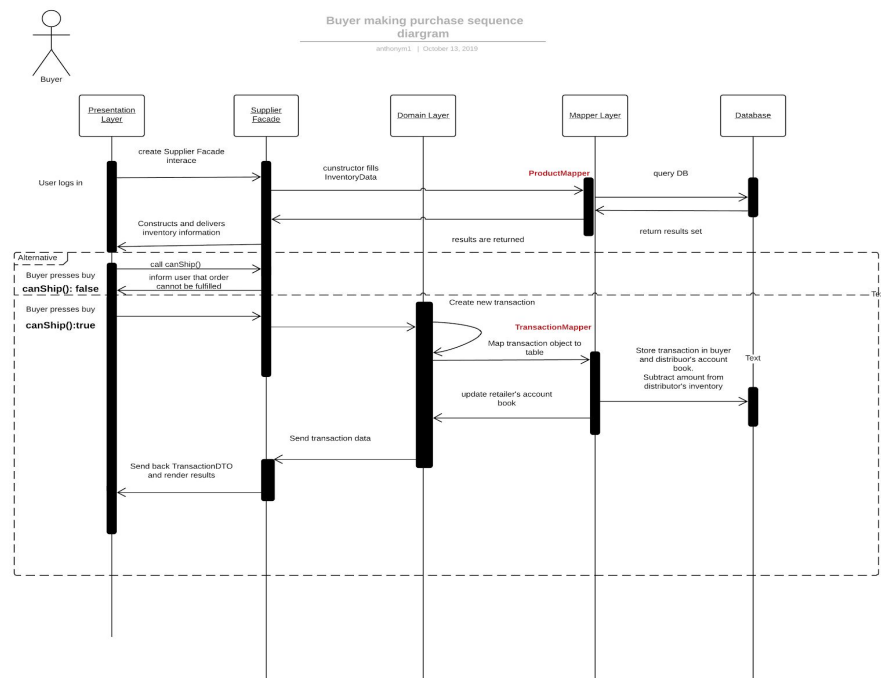 Buyer making purchase sequence
diargram
anthonym1 | October 13, 2019
Buyer
Presentation
Layer
Supplier
Facade
Domain Layer
Mapper Layer
Database
create Supplier Facade
interace
User logs in
cunstructor fills
InventoryData
ProductMapper
query DB
Constructs and delivers
inventory information
results are returned
return results set
Alternative
call canShip()
Buyer presses buy
inform user that order
cannot be fulfilled
canShip(): false
Buyer presses buy
canShip():true
Create new transaction
TransactionMapper
Map transaction object to
table
Store transaction in buyer
and distribuor's account
book.
Subtract amount from
distributor's inventory
Text
update retailer's account
book
Send transaction data
Send back TransactionDTO
and render results